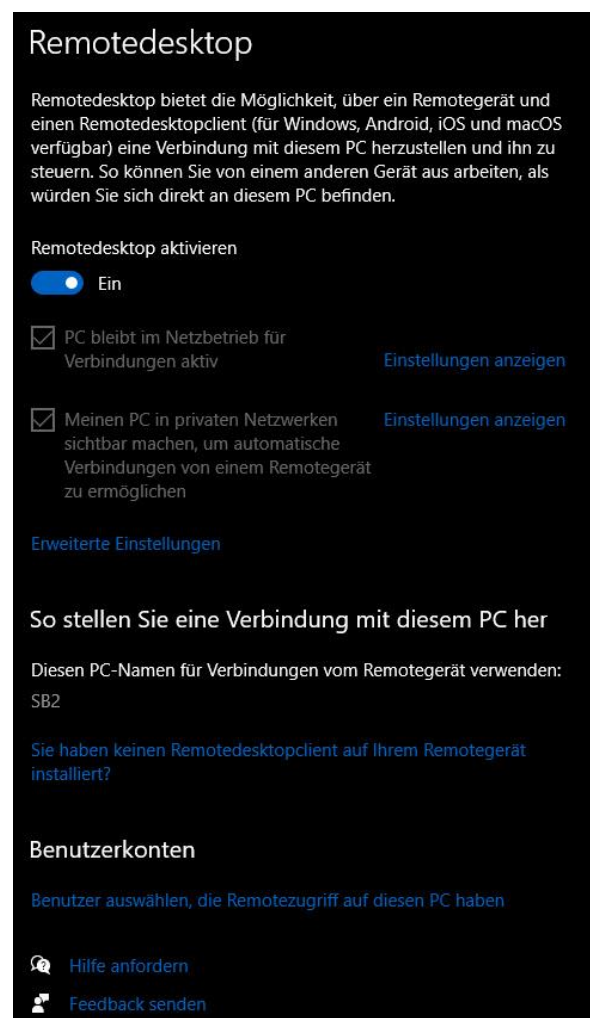 Remotedesktop
Remotedesktop bietet die Möglichkeit, über ein Remotegerät und
einen Remotedesktopclient (für Windows, Android, iOS und macOS
verfügbar) eine Verbindung mit diesem PC herzustellen und ihn zu
steuern. So können Sie von einem anderen Gerät aus arbeiten, als
würden Sie sich direkt an diesem PC befinden.
Remotedesktop aktivieren
Ein
PC bleibt im Netzbetrieb für
Verbindungen aktiv
Einstellungen anzeigen
Meinen PC in privaten Netzwerken
sichtbar machen, um automatische
Verbindungen von einem Remotegerät
zu ermöglichen
Einstellungen anzeigen
Erweiterte Einstellungen
So stellen Sie eine Verbindung mit diesem PC her
Diesen PC-Namen für Verbindungen vom Remotegerät verwenden:
SB2
Sie haben keinen Remotedesktopclient auf Ihrem Remotegerät
installiert?
Benutzerkonten
Benutzer auswählen, die Remotezugriff auf diesen PC haben
Hilfe anfordern
Feedback senden